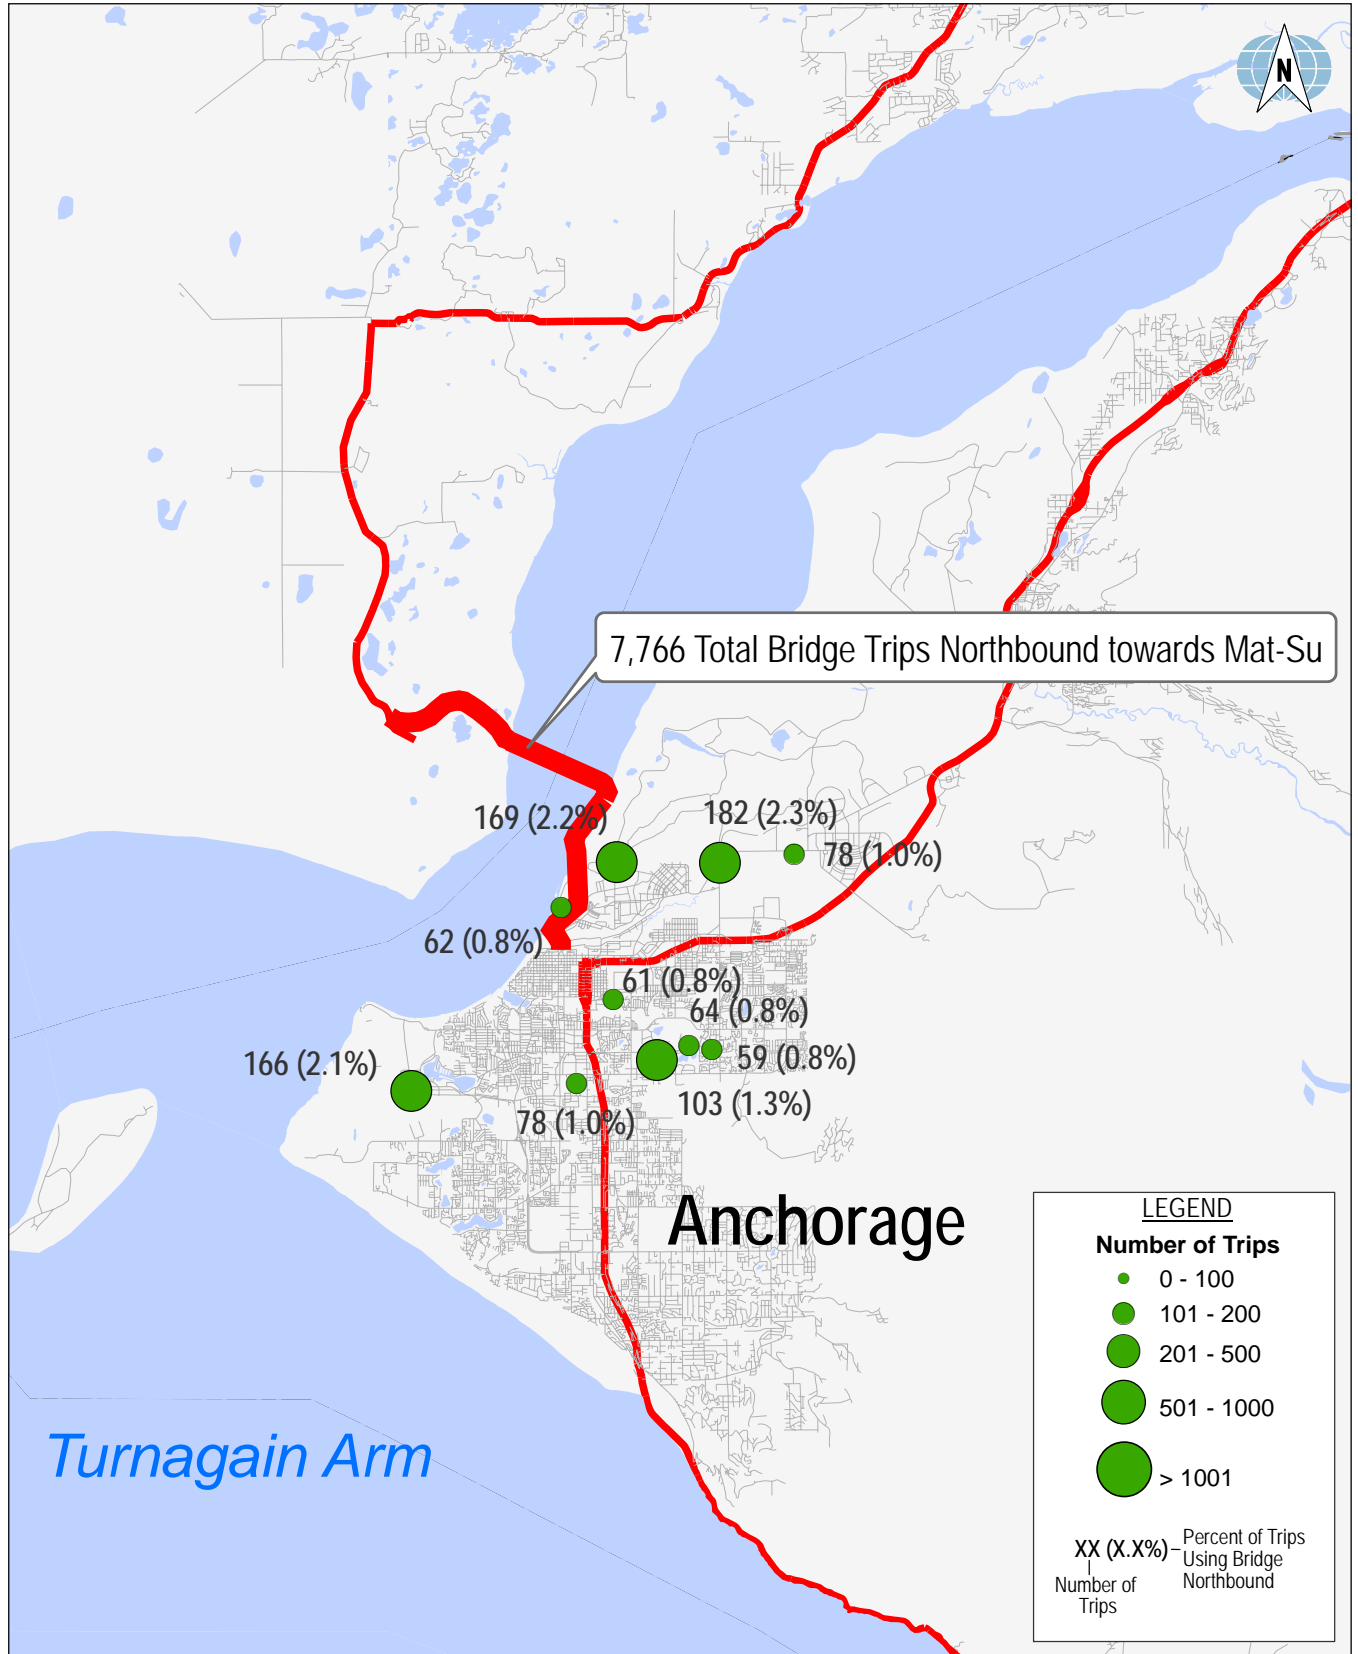 N
7,766 Total Bridge Trips Northbound towards Mat-Su
169 (2.2%)
182 (2.3%)
78 (1.0%)
62 (0.8%)
61 (0.8%)
64 (0.8%)
59 (0.8%)
166 (2.1%)
103 (1.3%)
78 (1.0%)
Anchorage
Turnagain Arm
LEGEND
Number of Trips
0 - 100
101 - 200
201 - 500
501 - 1000
> 1001
XX (X.X%)
Percent of Trips
Using Bridge
Northbound
Number of
Trips